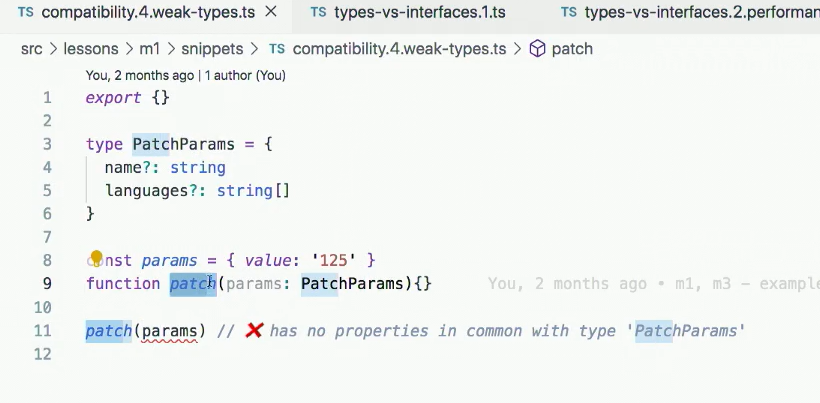 TS compatibility.4.weak-types.ts × TS types-vs-interfaces.1.ts TS types-vs-interfaces.2.performan
src > lessons > m1 > snippets > TS compatibility.4.weak-types.ts > patch
You, 2 months ago | 1 author (You)
1 export {}
2
3 type PatchParams = {
4 name?: string
5 languages?: string[]
6 }
7
8 nst params = { value: '125' }
9 function patch(params: PatchParams){} You, 2 months ago • m1, m3 – example
10
11 patch(params) // ❌ has no properties in common with type 'PatchParams'
12